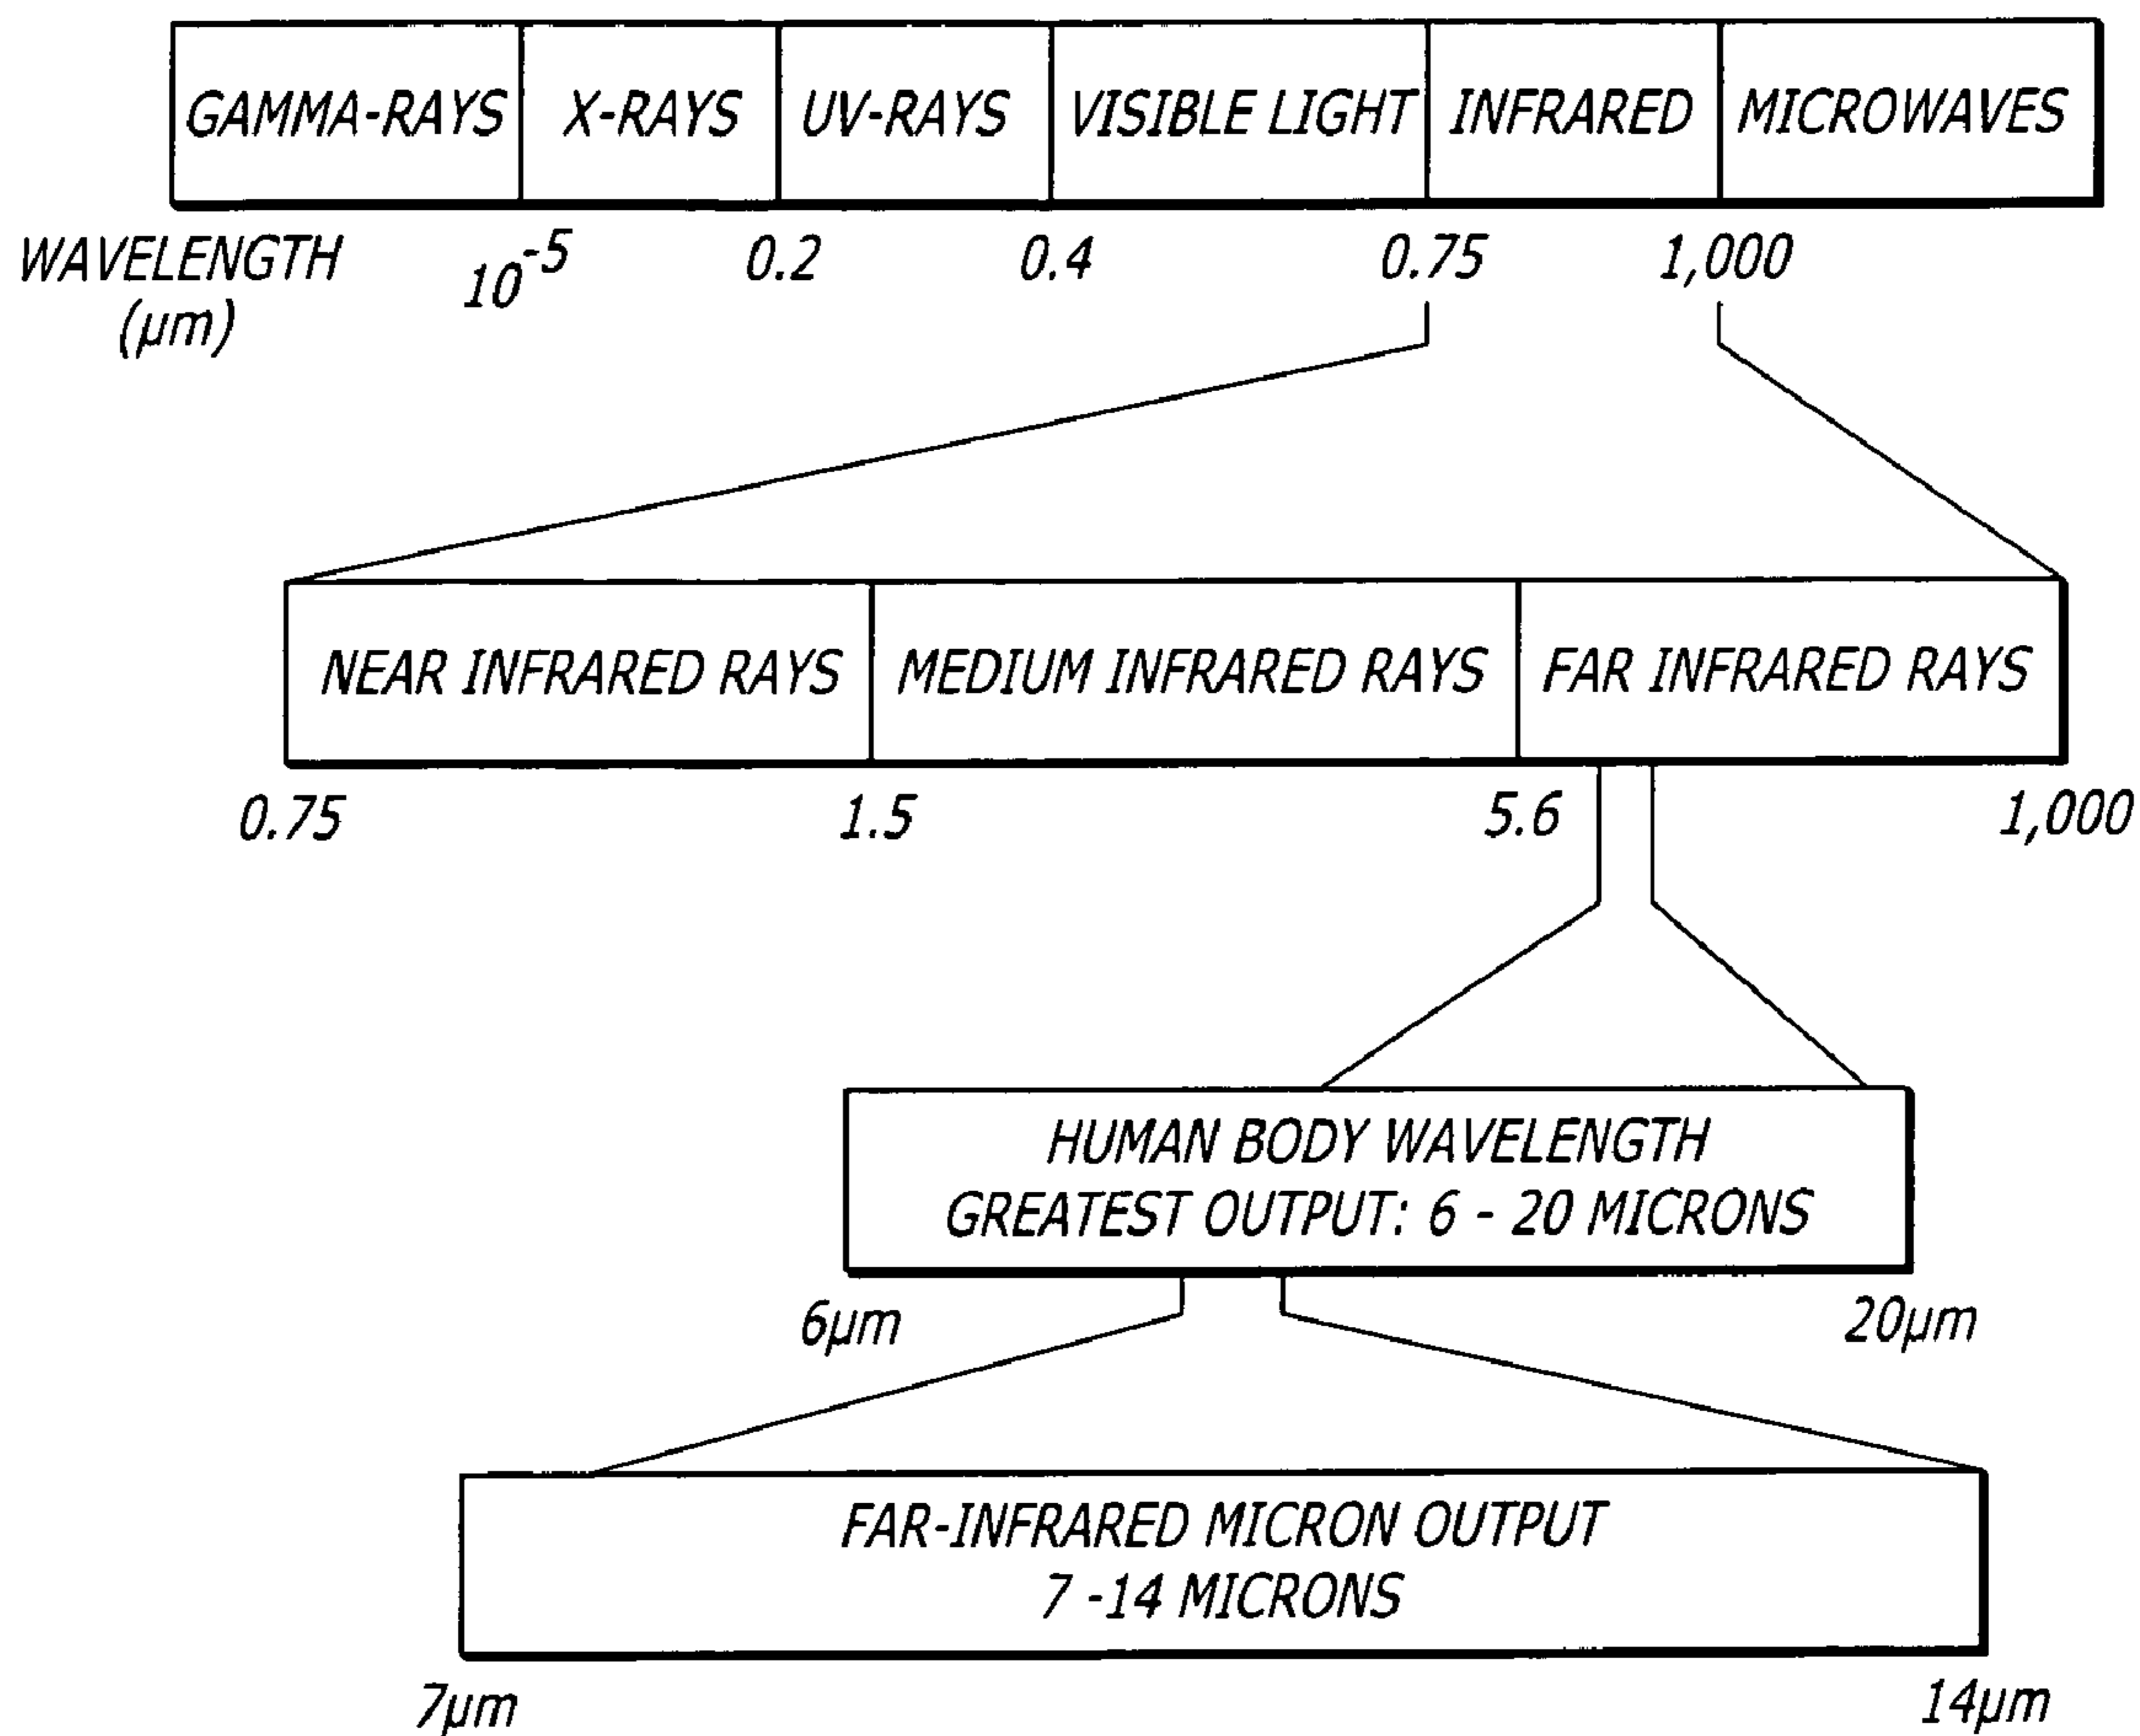 GAMMA-RAYS X-RAYS UV-RAYS VISIBLE LIGHT INFRARED MICROWAVES
WAVELENGTH 10⁻⁵ 0.2 0.4 0.75 1,000
(μm)
NEAR INFRARED RAYS MEDIUM INFRARED RAYS FAR INFRARED RAYS
0.75 1.5 5.6 1,000
HUMAN BODY WAVELENGTH
GREATEST OUTPUT: 6 - 20 MICRONS
6μm 20μm
FAR-INFRARED MICRON OUTPUT
7 -14 MICRONS
7μm 14μm